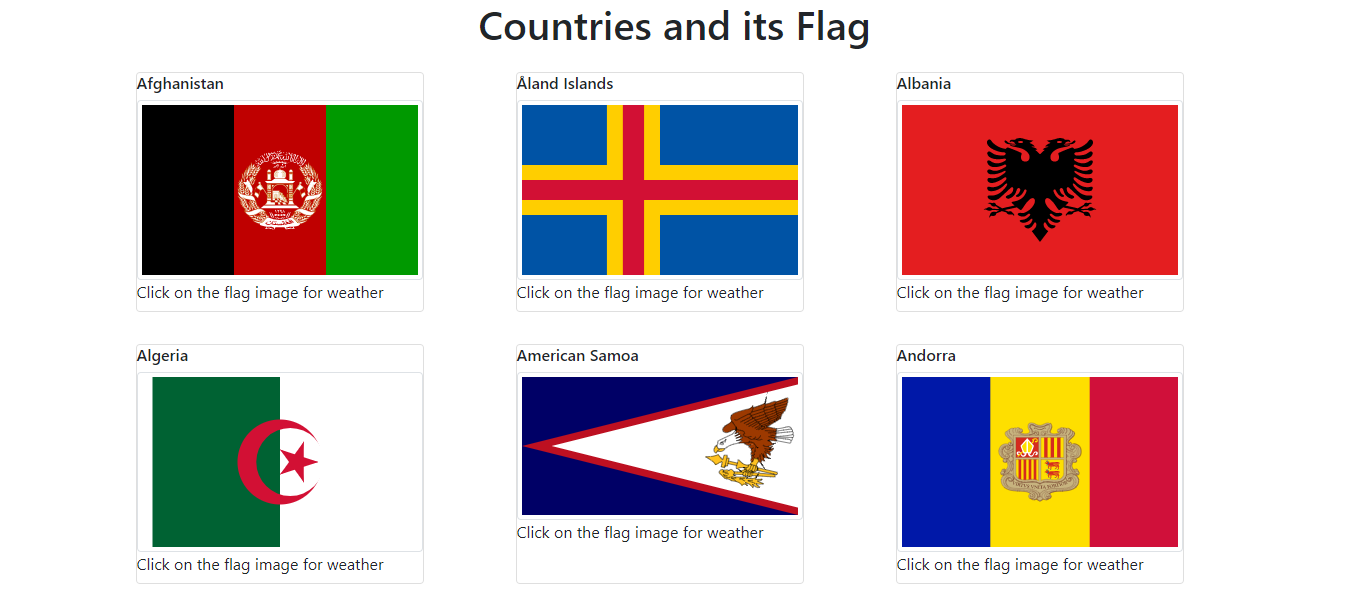 Countries and its Flag
Afghanistan
Åland Islands
Albania
Click on the flag image for weather
Click on the flag image for weather
Click on the flag image for weather
Algeria
American Samoa
Andorra
Click on the flag image for weather
Click on the flag image for weather
Click on the flag image for weather